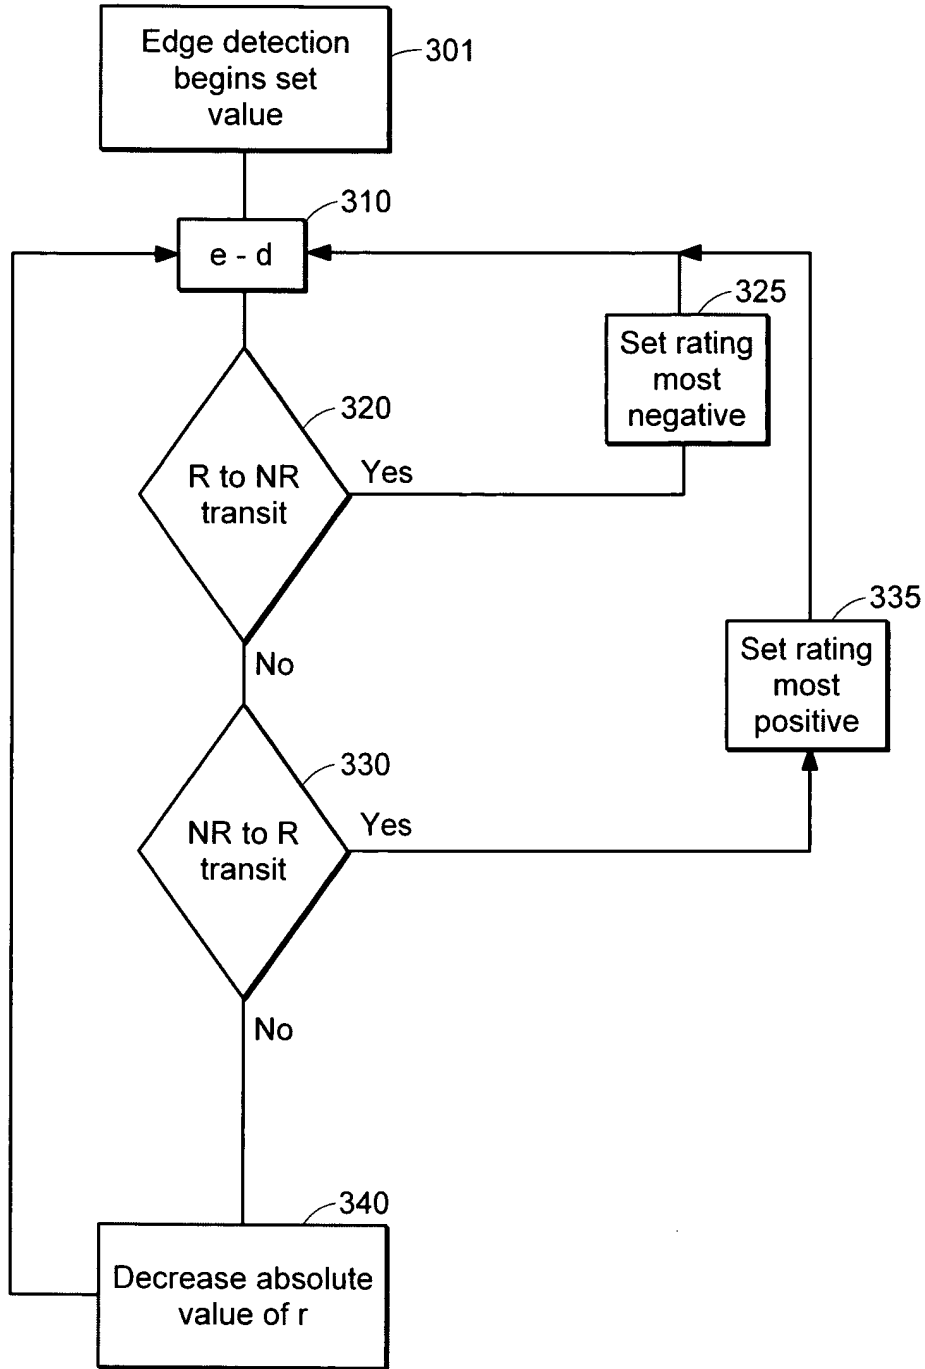 Edge detection
begins set
value
301
310
e - d
325
Set rating
most
negative
320
R to NR
transit
Yes
No
335
Set rating
most
positive
330
NR to R
transit
Yes
No
340
Decrease absolute
value of r